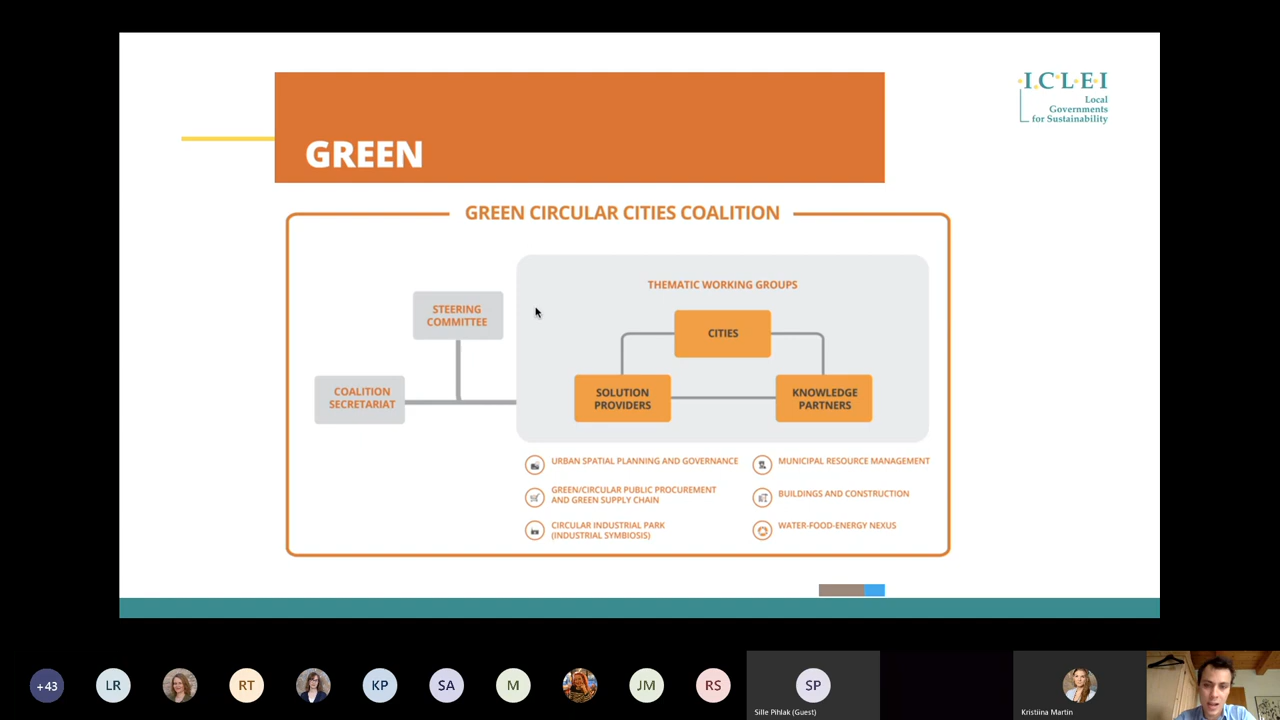 I·C·L·E·I
Local
Governments
for Sustainability
GREEN
GREEN CIRCULAR CITIES COALITION
THEMATIC WORKING GROUPS
STEERING
COMMITTEE
CITIES
COALITION
SECRETARIAT
SOLUTION
PROVIDERS
KNOWLEDGE
PARTNERS
URBAN SPATIAL PLANNING AND GOVERNANCE
MUNICIPAL RESOURCE MANAGEMENT
GREEN/CIRCULAR PUBLIC PROCUREMENT
AND GREEN SUPPLY CHAIN
BUILDINGS AND CONSTRUCTION
CIRCULAR INDUSTRIAL PARK
(INDUSTRIAL SYMBIOSIS)
WATER-FOOD-ENERGY NEXUS
+43
LR
RT
KP
SA
M
JM
RS
SP
Sille Pihlak (Guest)
Kristiina Martin